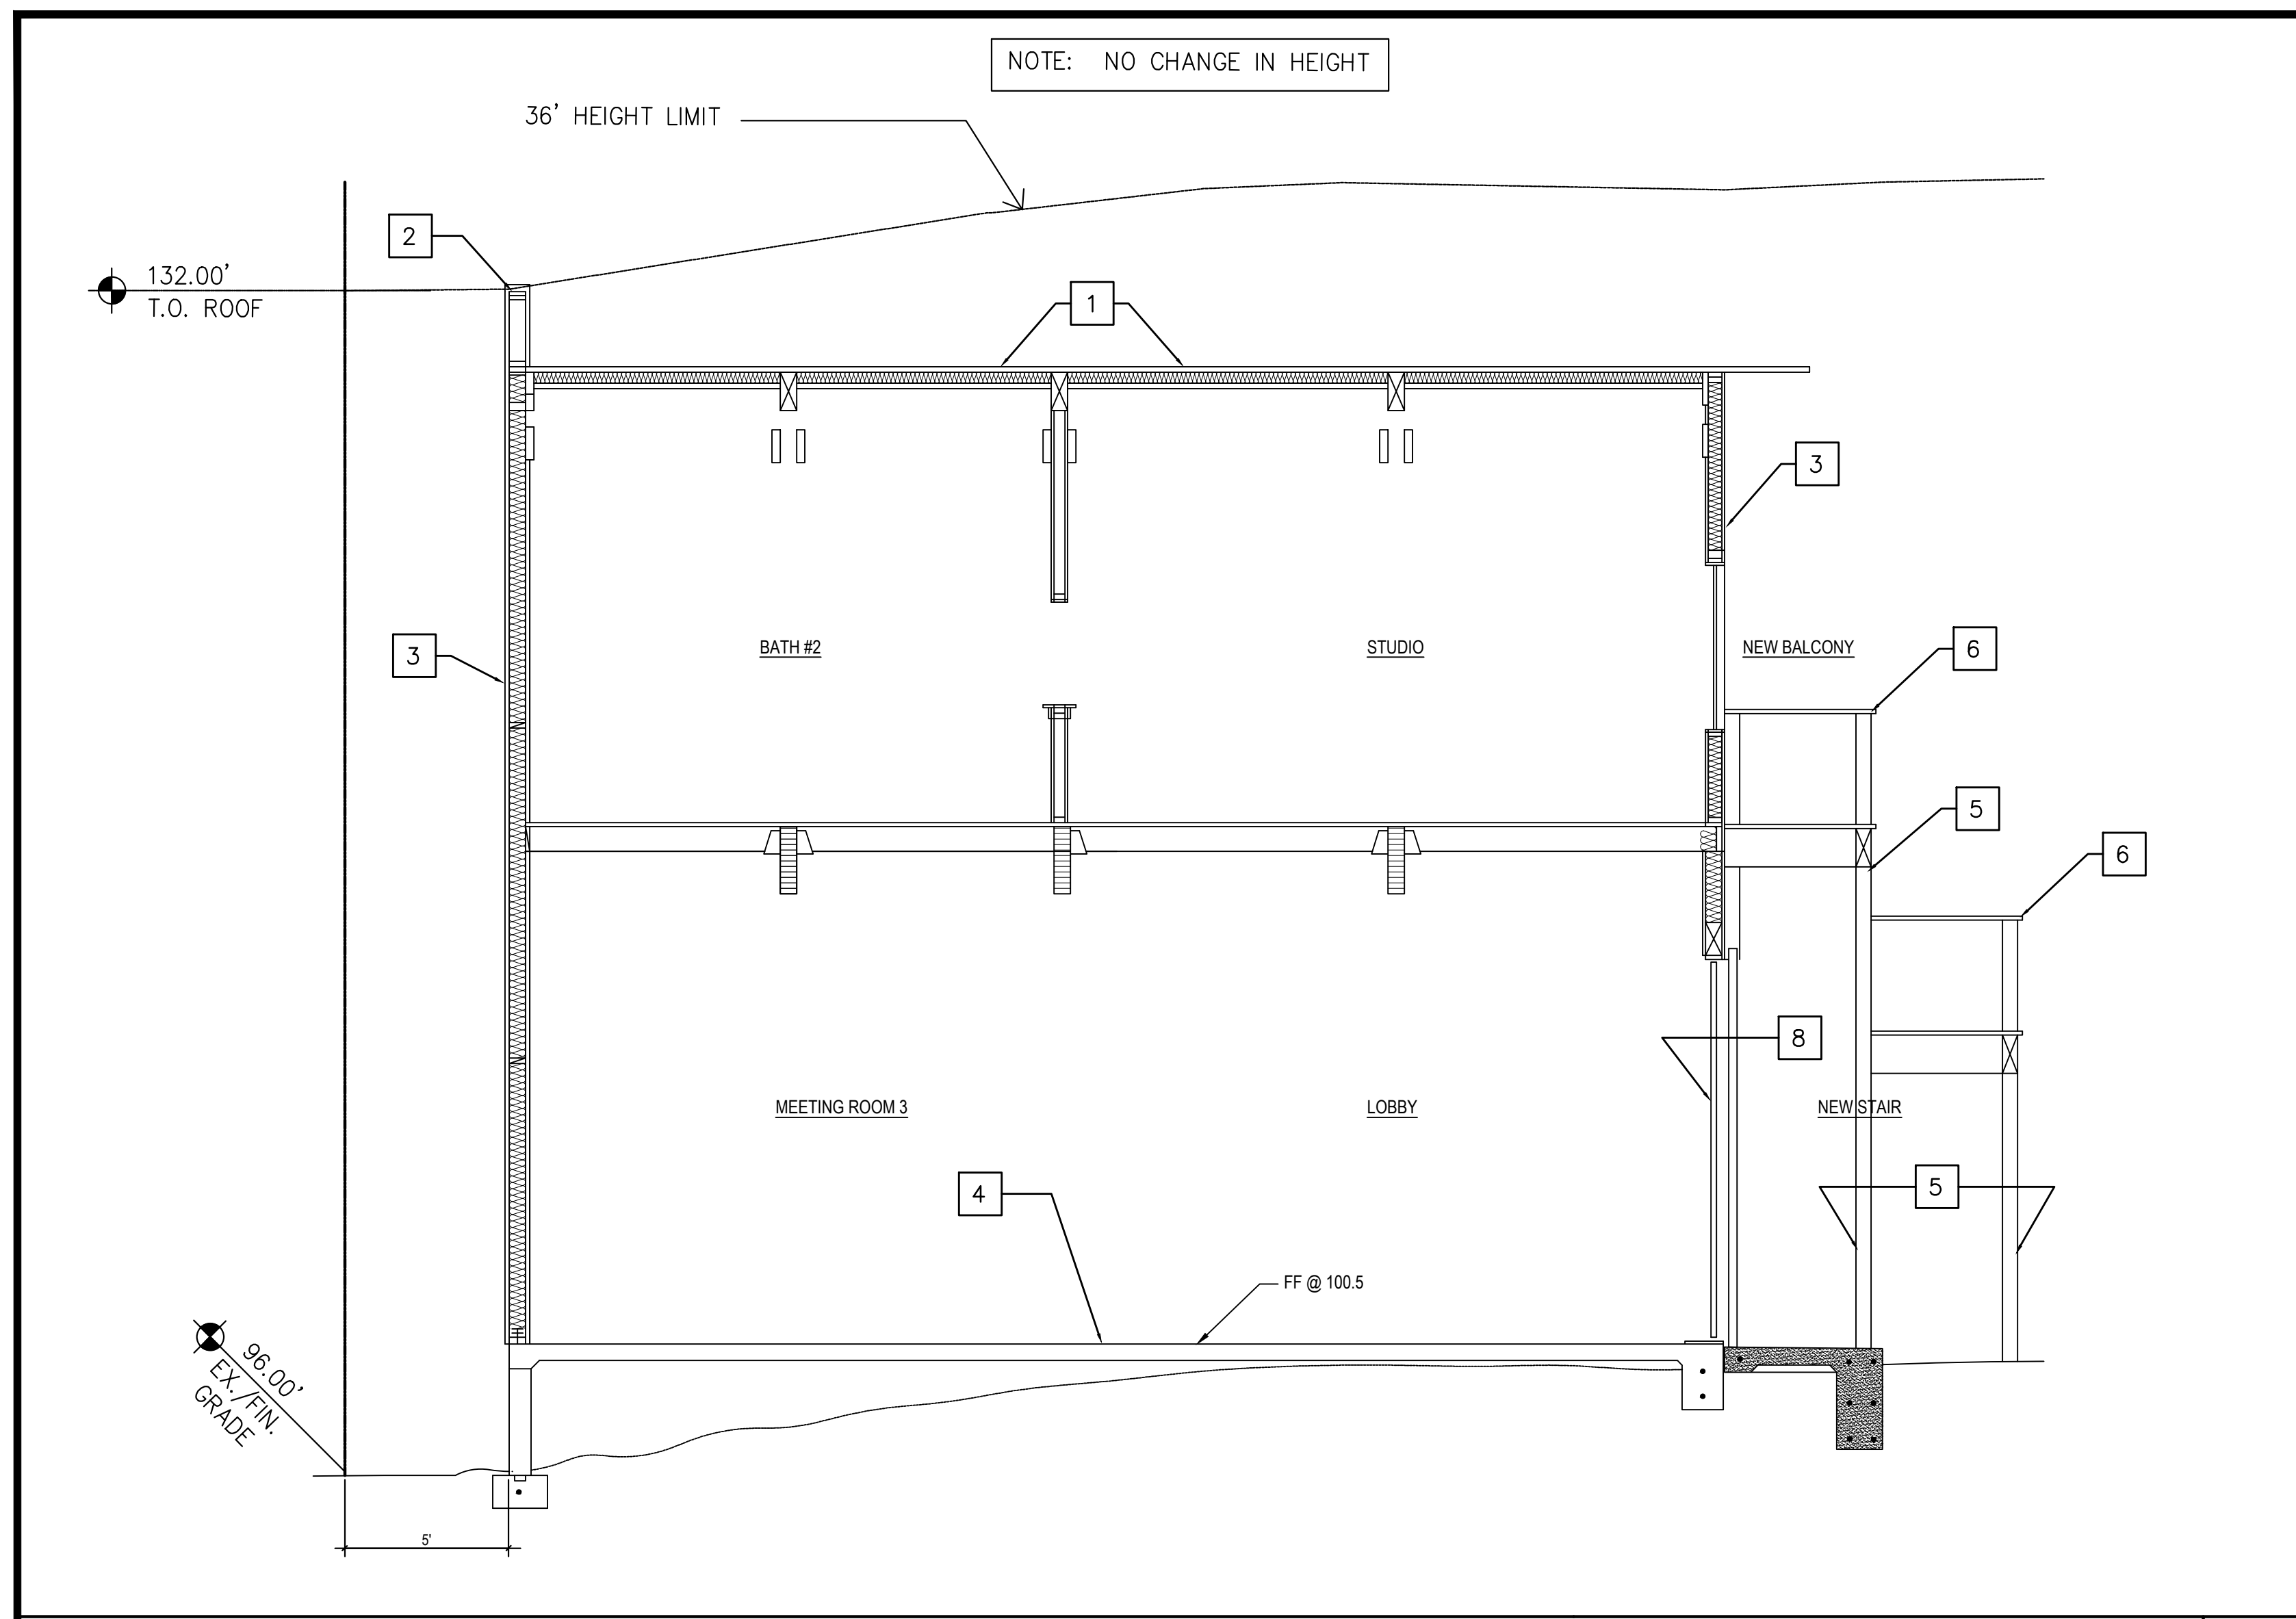 NOTE: NO CHANGE IN HEIGHT
36' HEIGHT LIMIT
2
132.00'
T.O. ROOF
1
3
3
BATH #2
STUDIO
NEW BALCONY
6
5
6
8
MEETING ROOM 3
LOBBY
NEW STAIR
4
5
FF @ 100.5
96.00'
EX./FIN.
GRADE
5'